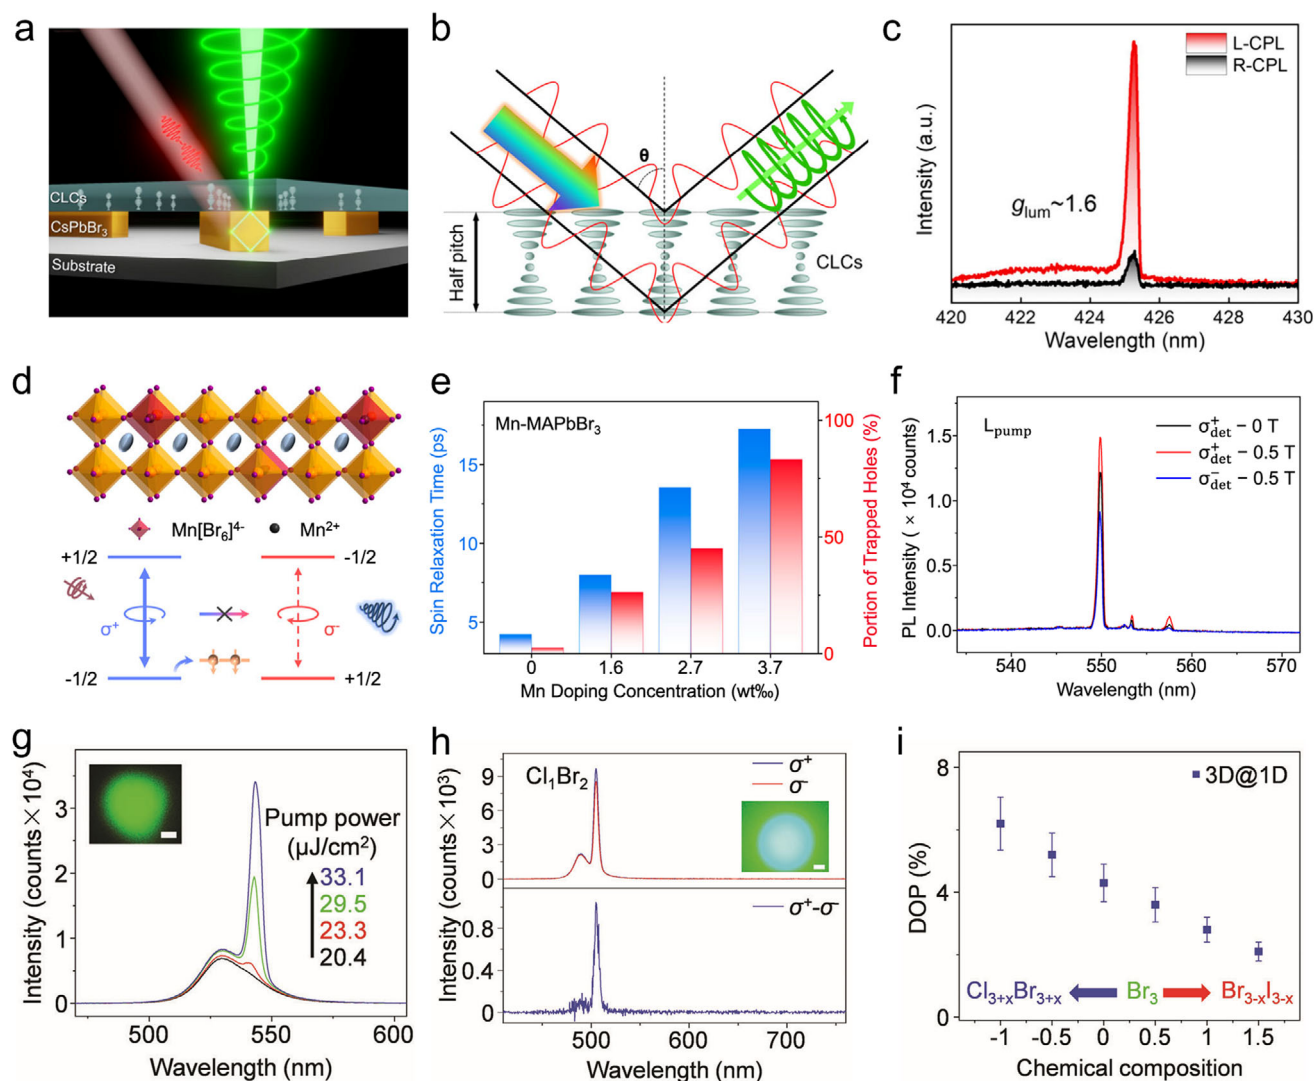 a
CLCs
CsPbBr3
Substrate
b
θ
Half pitch
CLCs
c
L-CPL
R-CPL
glum~1.6
Intensity (a.u.)
420 422 424 426 428 430
Wavelength (nm)
d
Mn[Br6]4- Mn2+
+1/2 -1/2
σ+ σ-
-1/2 +1/2
e
Mn-MAPbBr3
Spin Relaxation Time (ps)
15
10
5
Portion of Trapped Holes (%)
100
50
0
0 1.6 2.7 3.7
Mn Doping Concentration (wt‰)
f
Lpump
σ+det – 0 T
σ+det – 0.5 T
σ-det – 0.5 T
PL Intensity ( × 10^4 counts)
1.5
1.0
0.5
0.0
540 550 560 570
Wavelength (nm)
g
Pump power
(μJ/cm2)
33.1
29.5
23.3
20.4
Intensity (counts×10^4)
3
2
1
0
500 550 600
Wavelength (nm)
h
Cl1Br2
σ+
σ-
σ+-σ-
Intensity (counts×10^3)
9
6
3
0
0.8
0.4
0
500 600 700
Wavelength (nm)
i
3D@1D
DOP (%)
8
4
0
Cl3+xBr3+x Br3 Br3-xI3-x
-1 -0.5 0 0.5 1 1.5
Chemical composition